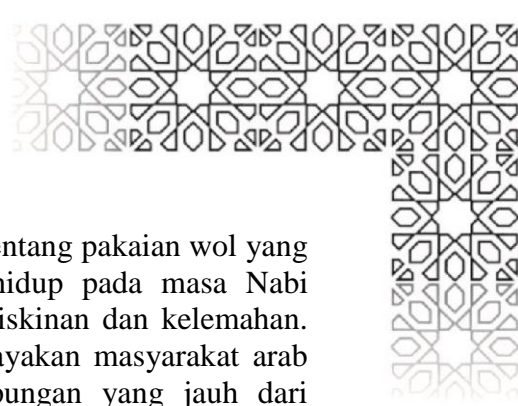 entang pakaian wol yang
hidup pada masa Nabi
iskinan dan kelemahan.
ayakan masyarakat arab
bungan yang jauh dari